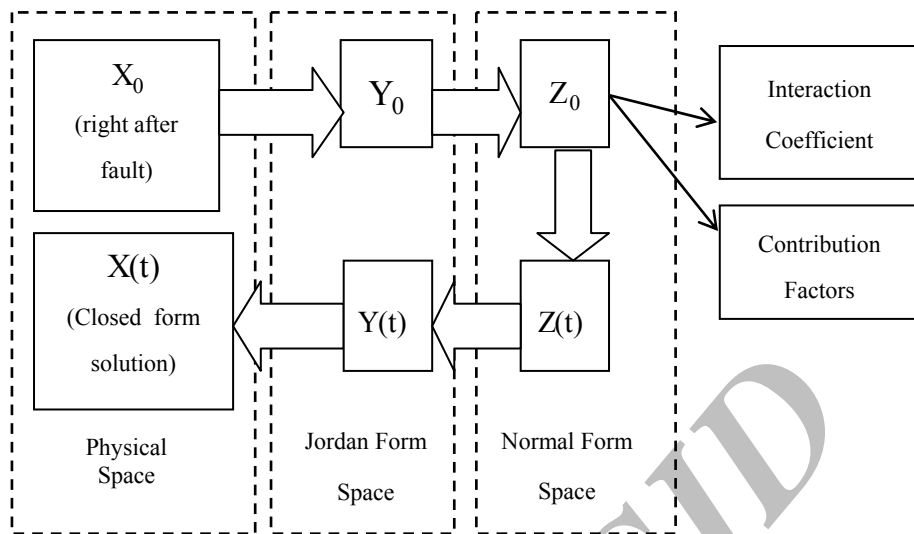 X0
(right after
fault)
Y0
Z0
Interaction
Coefficient
Contribution
Factors
X(t)
(Closed form
solution)
Y(t)
Z(t)
Physical
Space
Jordan Form
Space
Normal Form
Space
SID